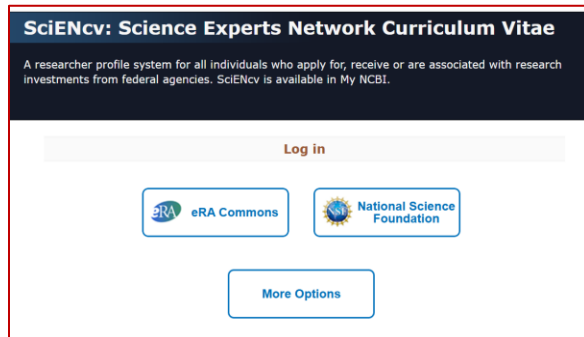 SciENcv: Science Experts Network Curriculum Vitae
A researcher profile system for all individuals who apply for, receive or are associated with research
investments from federal agencies. SciENcv is available in My NCBI.
Log in
eRA eRA Commons
NSF National Science
Foundation
More Options